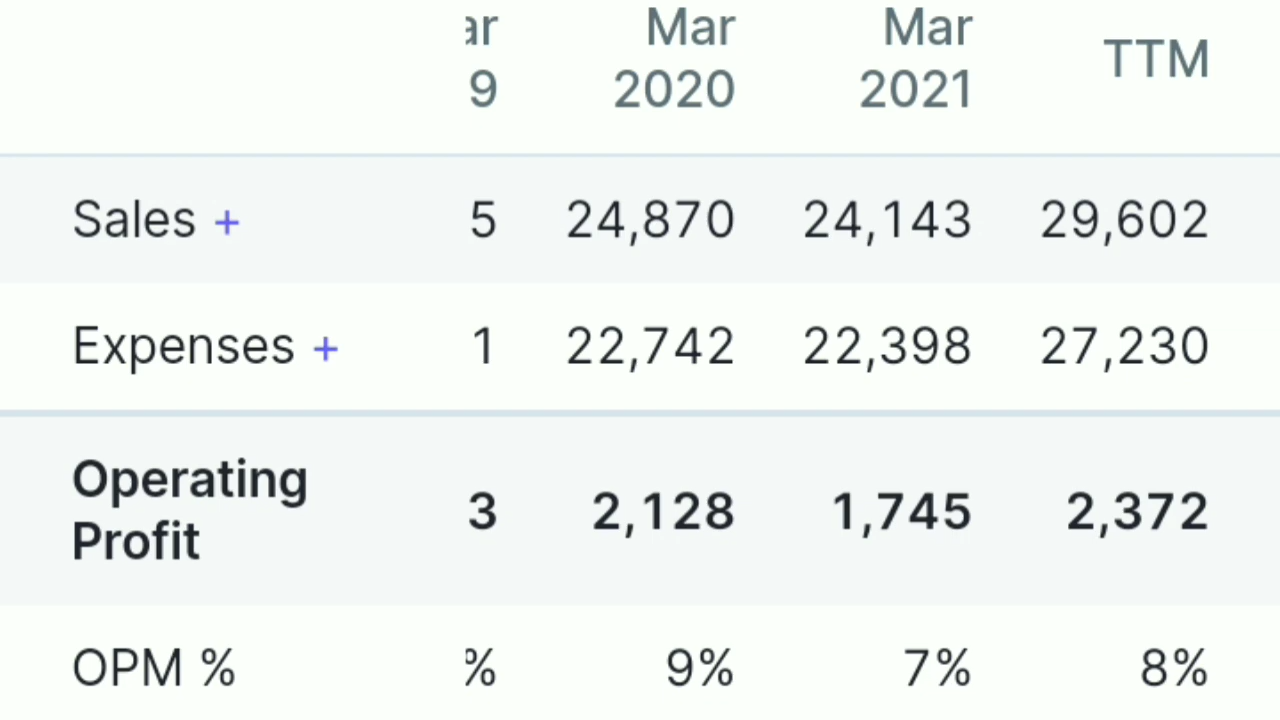 ar Mar Mar TTM
9 2020 2021
Sales + 5 24,870 24,143 29,602
Expenses + 1 22,742 22,398 27,230
Operating
Profit 3 2,128 1,745 2,372
OPM % % 9% 7% 8%